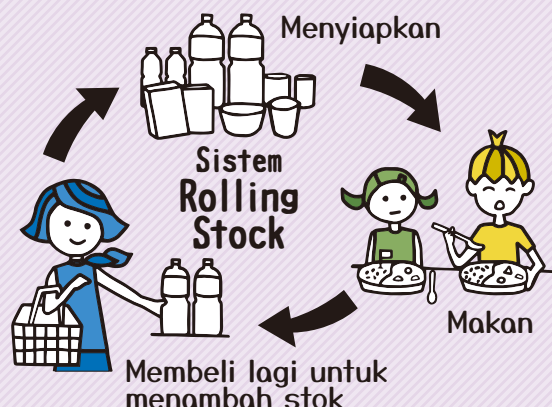 Menyiapkan
Sistem
Rolling
Stock
Makan
Membeli lagi untuk
menambah stok